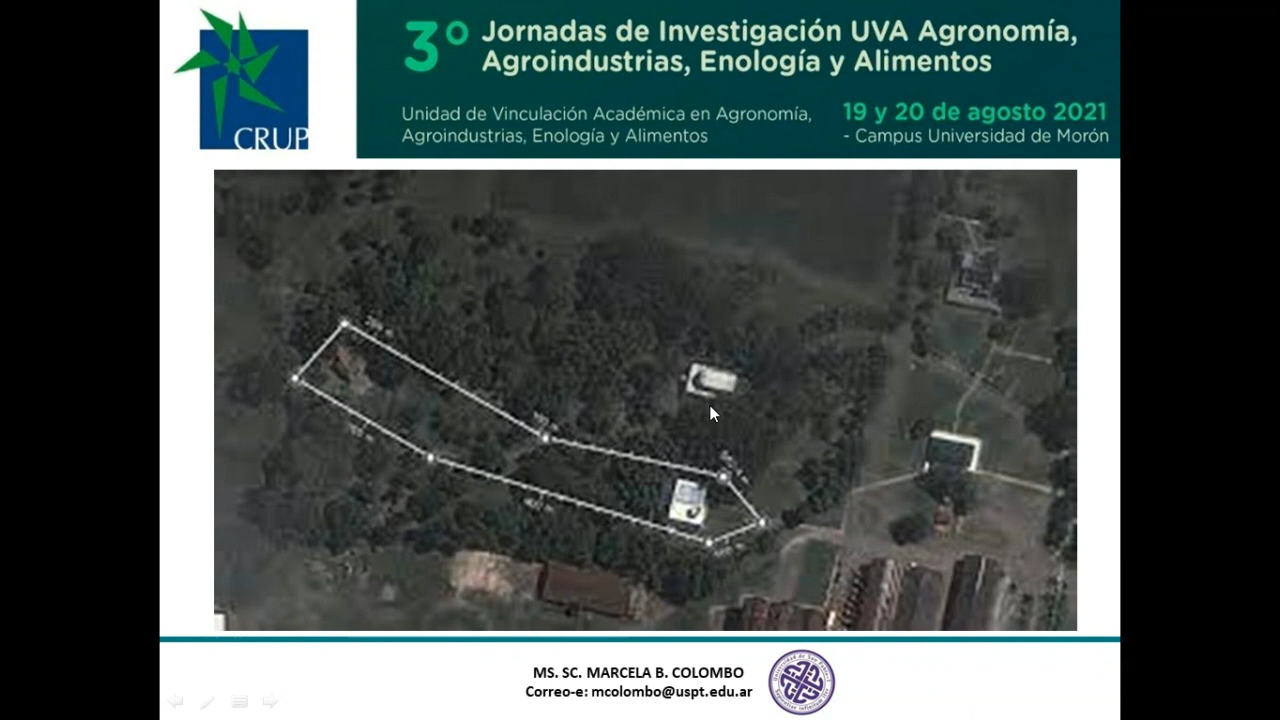 CRUP
3° Jornadas de Investigación UVA Agronomía,
Agroindustrias, Enología y Alimentos
Unidad de Vinculación Académica en Agronomía,
Agroindustrias, Enología y Alimentos
19 y 20 de agosto 2021
- Campus Universidad de Morón
MS. SC. MARCELA B. COLOMBO
Correo-e: mcolombo@uspt.edu.ar